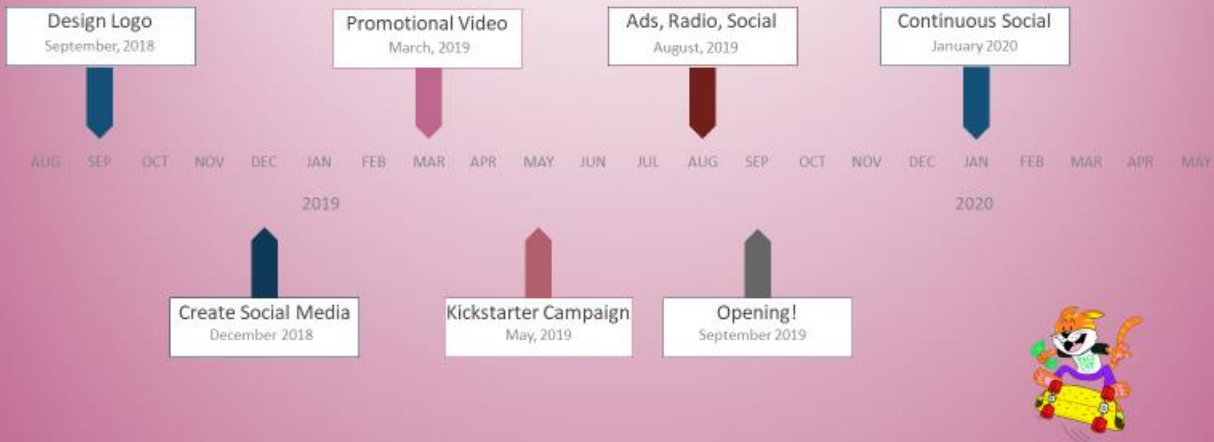 Design Logo
September, 2018
Promotional Video
March, 2019
Ads, Radio, Social
August, 2019
Continuous Social
January 2020
AUG SEP OCT NOV DEC JAN FEB MAR APR MAY JUN JUL AUG SEP OCT NOV DEC JAN FEB MAR APR MAY
2019 2020
Create Social Media
December 2018
Kickstarter Campaign
May, 2019
Opening!
September 2019